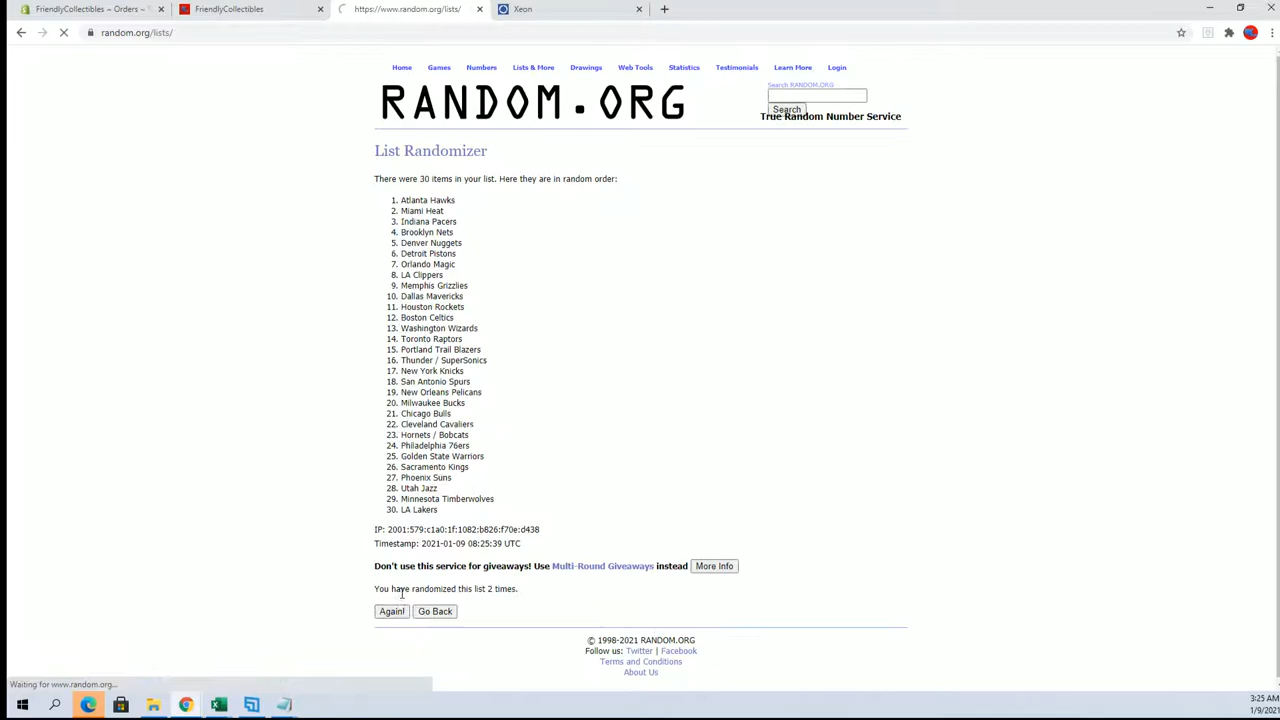 FriendlyCollectibles ~ Orders ~
FriendlyCollectibles
https://www.random.org/lists/
Xeon
random.org/lists/
Home Games Numbers Lists & More Drawings Web Tools Statistics Testimonials Learn More Login
Search RANDOM.ORG
RANDOM.ORG
Search
True Random Number Service
List Randomizer
There were 30 items in your list. Here they are in random order:
1. Atlanta Hawks
2. Miami Heat
3. Indiana Pacers
4. Brooklyn Nets
5. Denver Nuggets
6. Detroit Pistons
7. Orlando Magic
8. LA Clippers
9. Memphis Grizzlies
10. Dallas Mavericks
11. Houston Rockets
12. Boston Celtics
13. Washington Wizards
14. Toronto Raptors
15. Portland Trail Blazers
16. Thunder / SuperSonics
17. New York Knicks
18. San Antonio Spurs
19. New Orleans Pelicans
20. Milwaukee Bucks
21. Chicago Bulls
22. Cleveland Cavaliers
23. Hornets / Bobcats
24. Philadelphia 76ers
25. Golden State Warriors
26. Sacramento Kings
27. Phoenix Suns
28. Utah Jazz
29. Minnesota Timberwolves
30. LA Lakers
IP: 2001:579:c1a0:1f:1082:b826:f70e:d438
Timestamp: 2021-01-09 08:25:39 UTC
Don't use this service for giveaways! Use Multi-Round Giveaways instead More Info
You have randomized this list 2 times.
Again! Go Back
© 1998-2021 RANDOM.ORG
Follow us: Twitter | Facebook
Terms and Conditions
About Us
Waiting for www.random.org...
3:25 AM
1/9/2021